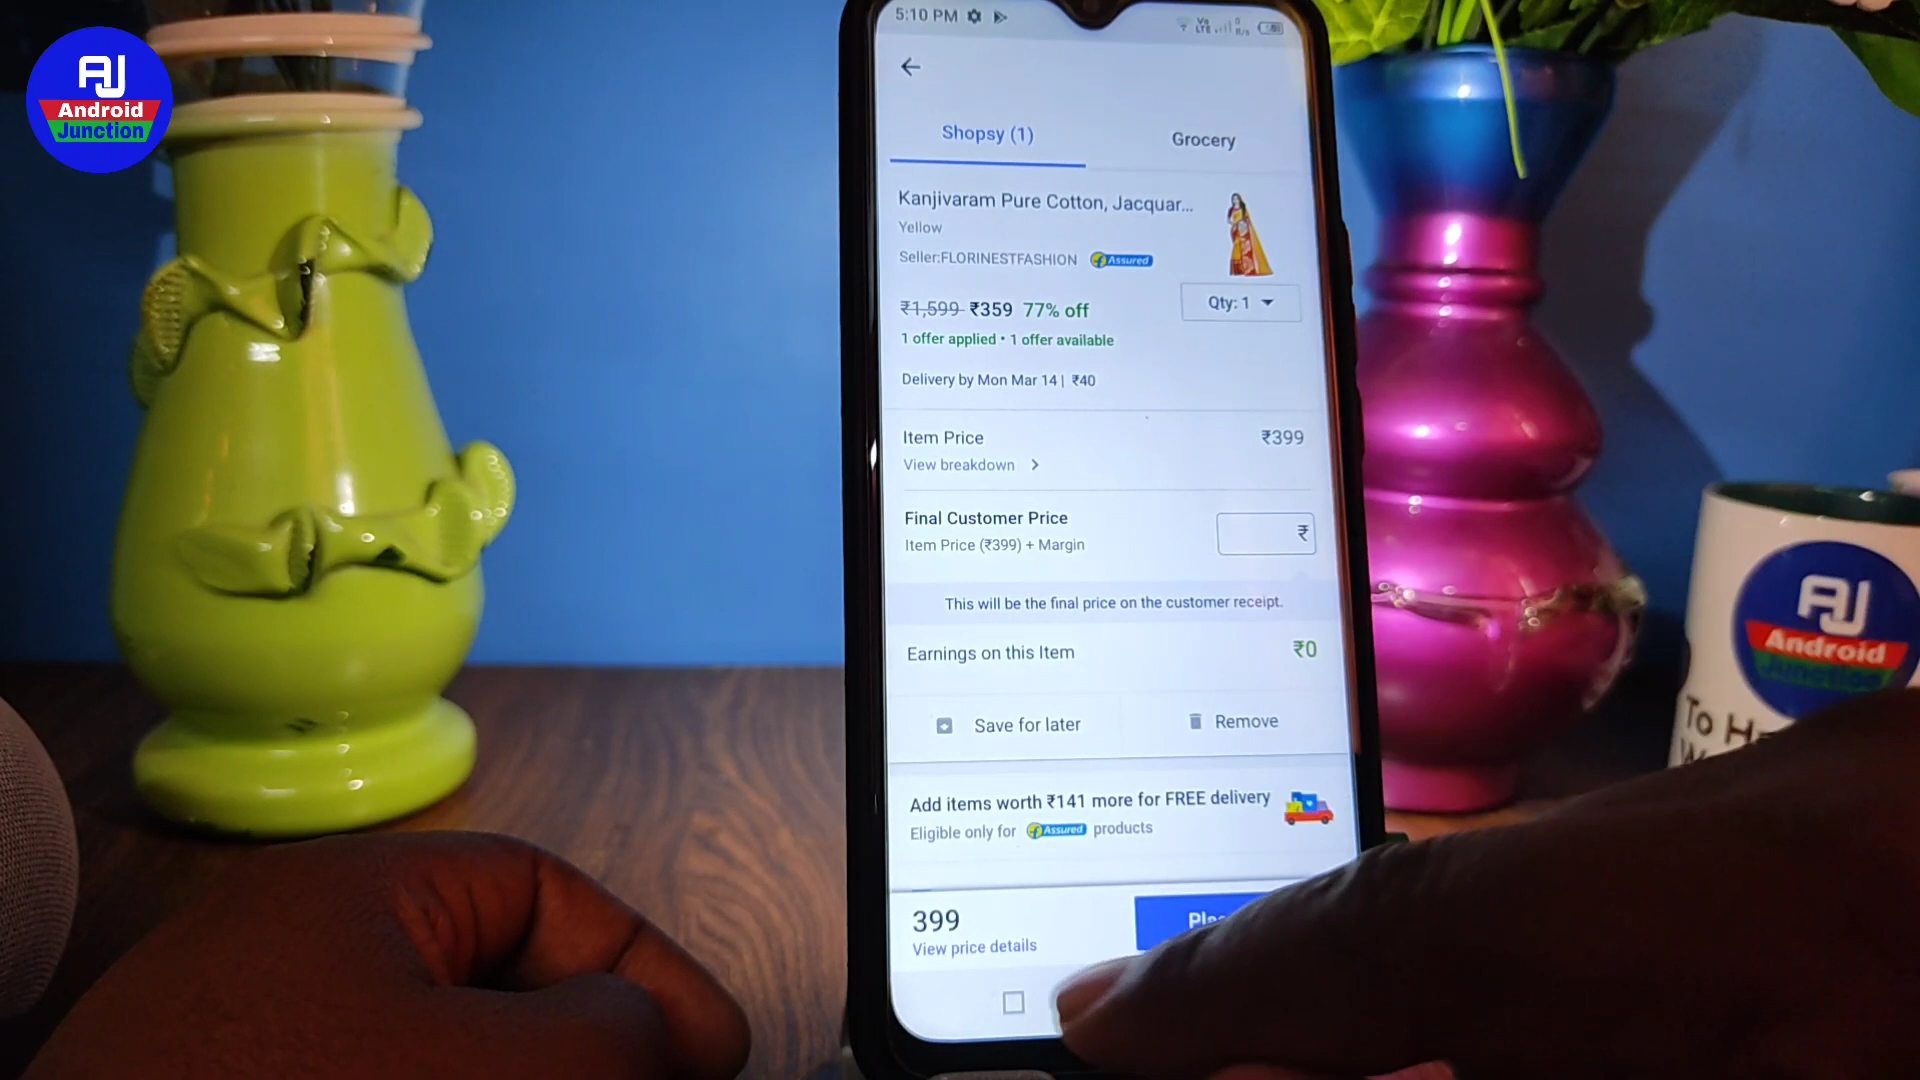 AJ
Android
Junction
5:10 PM
Vo
LTE
Shopsy (1)
Grocery
Kanjivaram Pure Cotton, Jacquar...
Yellow
Seller:FLORINESTFASHION Assured
₹1,599 ₹359 77% off
Qty: 1
1 offer applied • 1 offer available
Delivery by Mon Mar 14 | ₹40
Item Price ₹399
View breakdown
Final Customer Price
₹
Item Price (₹399) + Margin
This will be the final price on the customer receipt.
Earnings on this Item ₹0
Save for later
Remove
Add items worth ₹141 more for FREE delivery
Eligible only for Assured products
399
View price details
AJ
Android
Junction
To